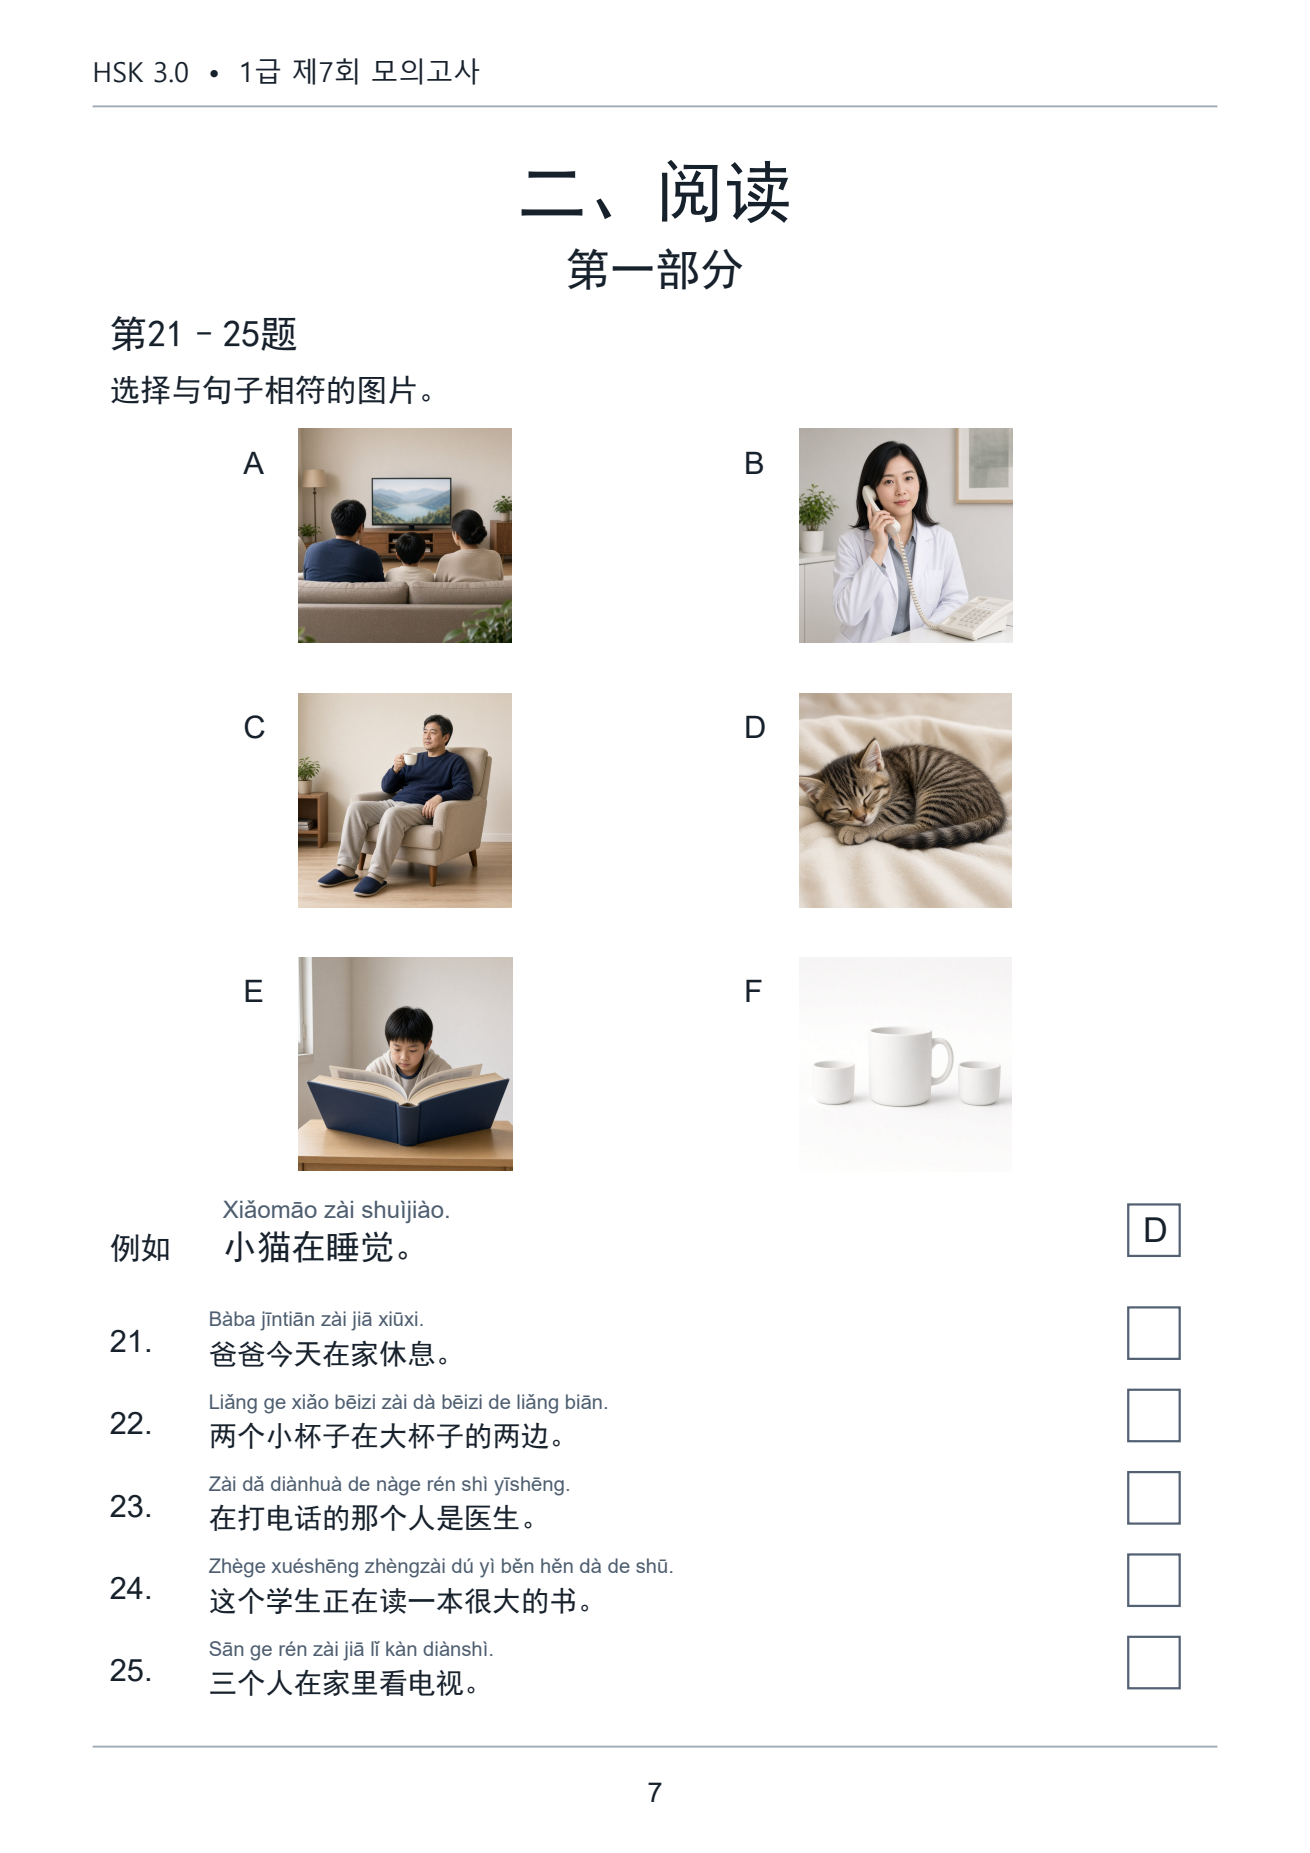 HSK 3.0 • 1급 제7회 모의고사
二、阅读
第一部分
第21－25题
选择与句子相符的图片。
A
B
C
D
E
F
Xiǎomāo zài shuìjiào.
例如 小猫在睡觉。 D
Bàba jīntiān zài jiā xiūxi.
21. 爸爸今天在家休息。
Liǎng ge xiǎo bēizi zài dà bēizi de liǎng biān.
22. 两个小杯子在大杯子的两边。
Zài dǎ diànhuà de nàge rén shì yīshēng.
23. 在打电话的那个人是医生。
Zhège xuéshēng zhèngzài dú yì běn hěn dà de shū.
24. 这个学生正在读一本很大的书。
Sān ge rén zài jiā lǐ kàn diànshì.
25. 三个人在家里看电视。
7